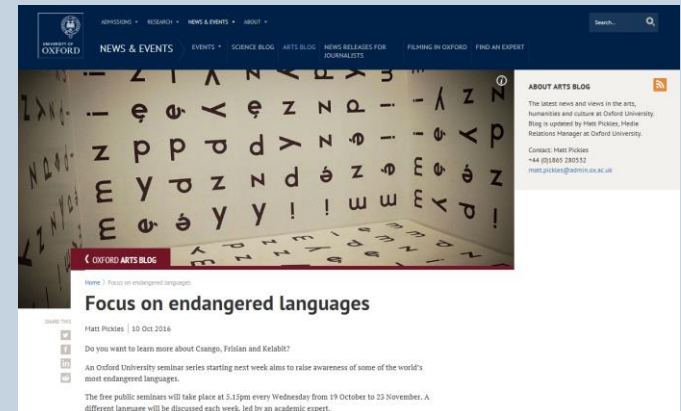 ADMISSIONS
RESEARCH
NEWS & EVENTS
ABOUT
Search...
UNIVERSITY OF
OXFORD
NEWS & EVENTS
EVENTS
SCIENCE BLOG
ARTS BLOG
NEWS RELEASES FOR
JOURNALISTS
FILMING IN OXFORD
FIND AN EXPERT
ABOUT ARTS BLOG
The latest news and views in the arts,
humanities and culture at Oxford University.
Blog is updated by Matt Pickles, Media
Relations Manager at Oxford University.
Contact: Matt Pickles
+44 (0)1865 280532
matt.pickles@admin.ox.ac.uk
OXFORD ARTS BLOG
Home
Focus on endangered languages
Focus on endangered languages
SHARE THIS
Matt Pickles | 10 Oct 2016
Do you want to learn more about Csango, Frisian and Kelabit?
An Oxford University seminar series starting next week aims to raise awareness of some of the world's
most endangered languages.
The free public seminars will take place at 5.15pm every Wednesday from 19 October to 23 November. A
different language will be discussed each week, led by an academic expert.